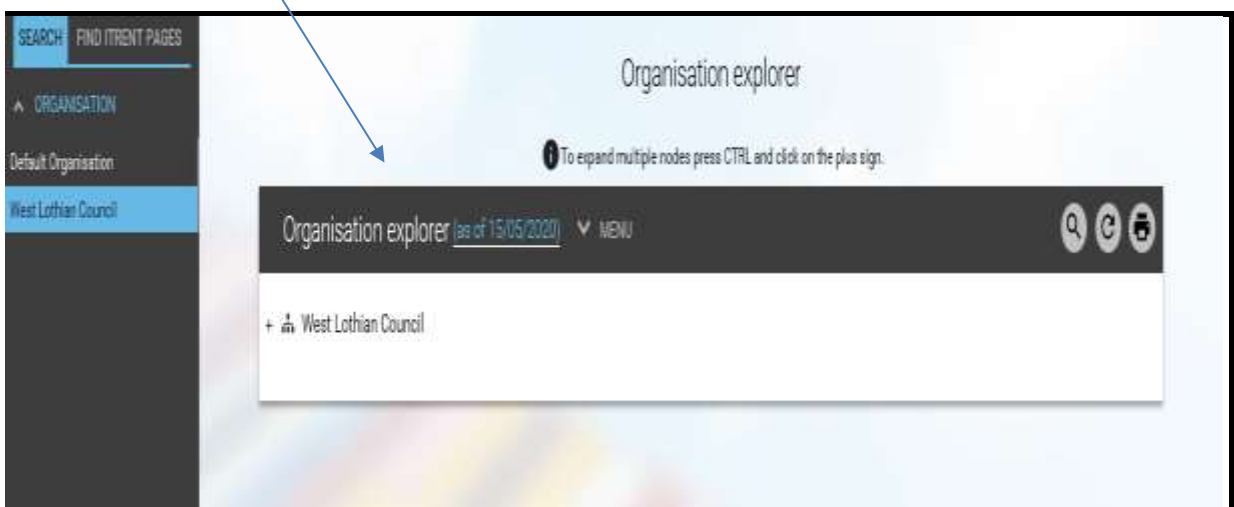 SEARCH FIND ITRENT PAGES
ORGANISATION
Default Organisation
West Lothian Council
Organisation explorer
To expand multiple nodes press CTRL and click on the plus sign.
Organisation explorer (as of 15/05/2020) MENU
+ West Lothian Council